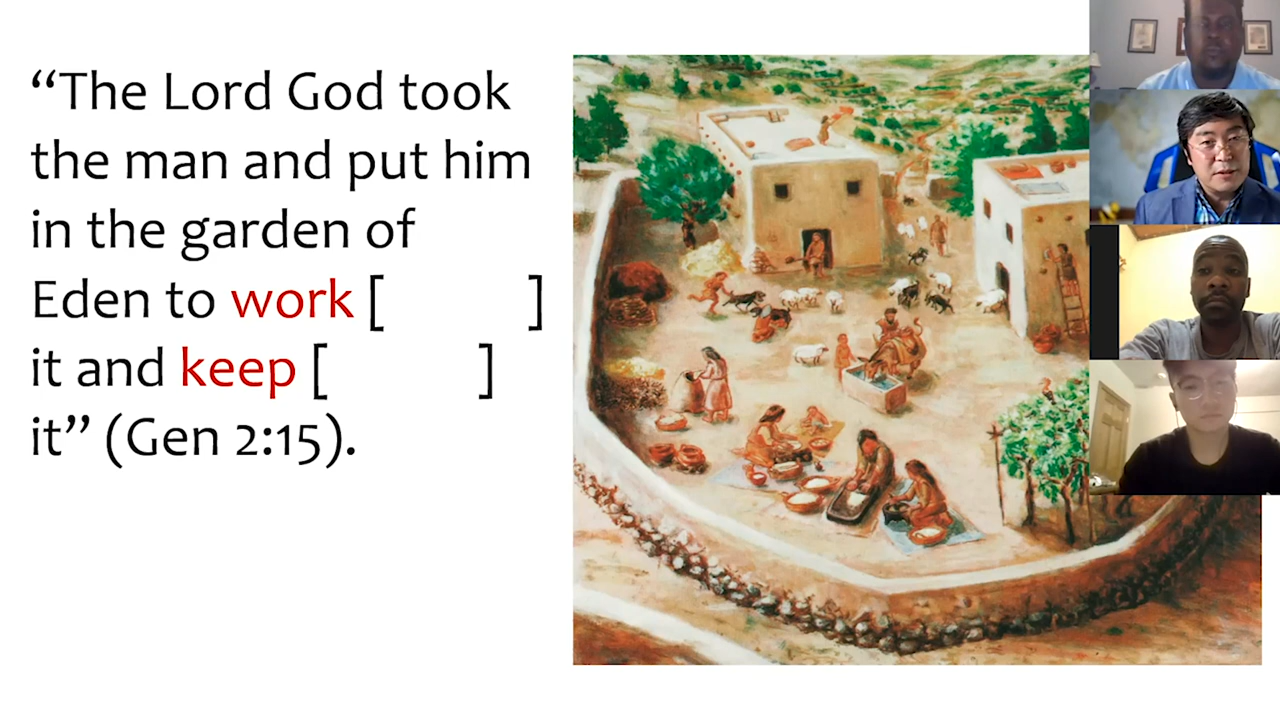 “The Lord God took
the man and put him
in the garden of
Eden to work [ ]
it and keep [ ]
it” (Gen 2:15).